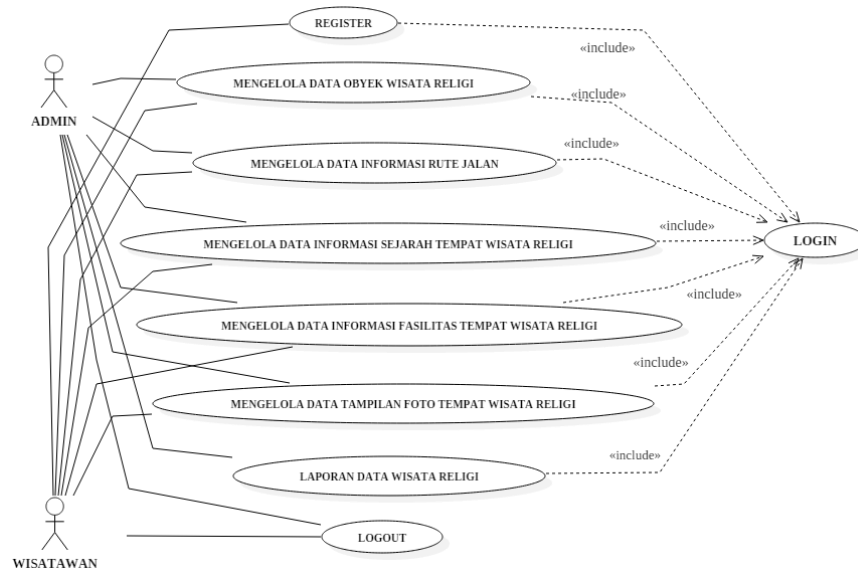 REGISTER
«include»
MENGELOLA DATA OBYEK WISATA RELIGI
«include»
ADMIN
«include»
MENGELOLA DATA INFORMASI RUTE JALAN
«include»
MENGELOLA DATA INFORMASI SEJARAH TEMPAT WISATA RELIGI
LOGIN
«include»
MENGELOLA DATA INFORMASI FASILITAS TEMPAT WISATA RELIGI
«include»
MENGELOLA DATA TAMPILAN FOTO TEMPAT WISATA RELIGI
«include»
LAPORAN DATA WISATA RELIGI
LOGOUT
WISATAWAN